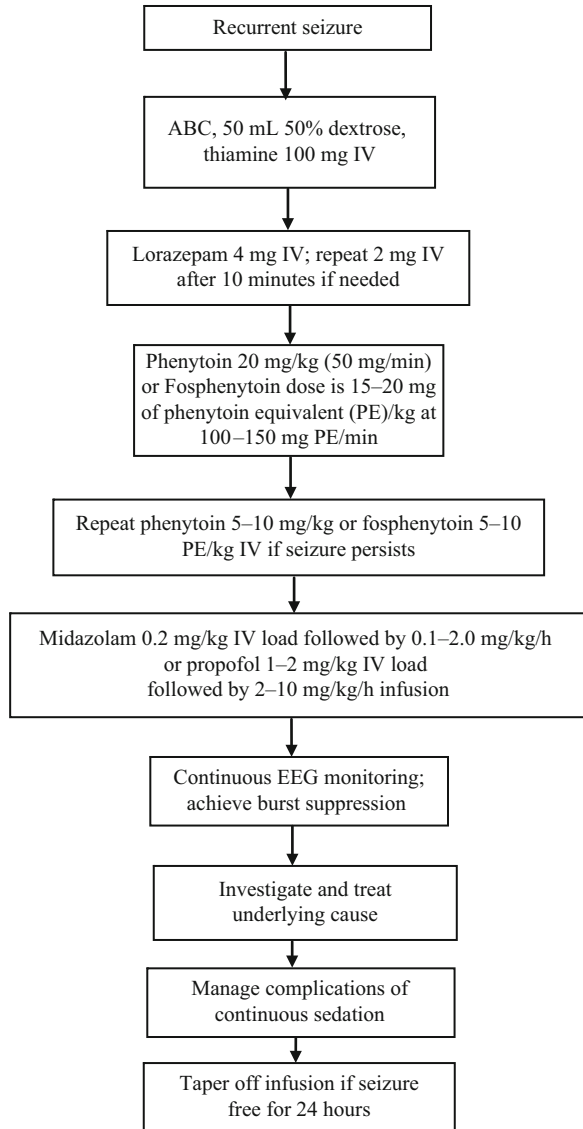 Recurrent seizure
ABC, 50 mL 50% dextrose,
thiamine 100 mg IV
Lorazepam 4 mg IV; repeat 2 mg IV
after 10 minutes if needed
Phenytoin 20 mg/kg (50 mg/min)
or Fosphenytoin dose is 15–20 mg
of phenytoin equivalent (PE)/kg at
100–150 mg PE/min
Repeat phenytoin 5–10 mg/kg or fosphenytoin 5–10
PE/kg IV if seizure persists
Midazolam 0.2 mg/kg IV load followed by 0.1–2.0 mg/kg/h
or propofol 1–2 mg/kg IV load
followed by 2–10 mg/kg/h infusion
Continuous EEG monitoring;
achieve burst suppression
Investigate and treat
underlying cause
Manage complications of
continuous sedation
Taper off infusion if seizure
free for 24 hours